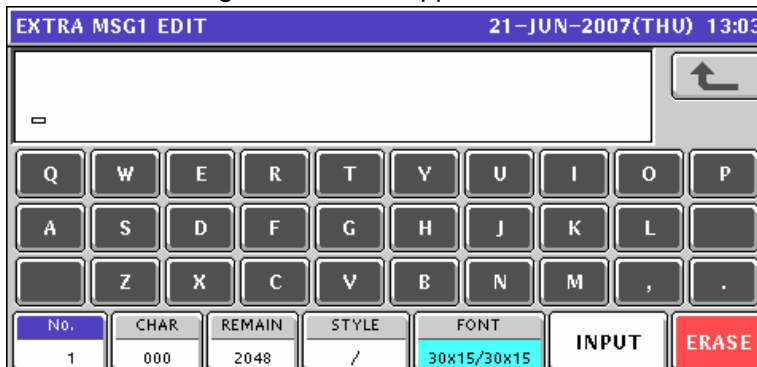 EXTRA MSG1 EDIT 21-JUN-2007(THU) 13:03
Q W E R T Y U I O P
A S D F G H J K L
Z X C V B N M , .
No. CHAR REMAIN STYLE FONT INPUT ERASE
1 000 2048 / 30x15/30x15